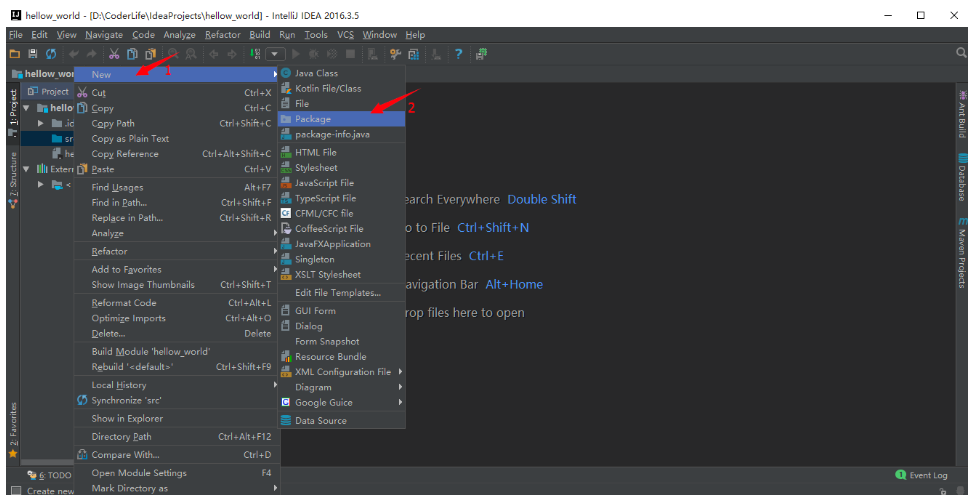 hellow_world - [D:\CoderLife\IdeaProjects\hellow_world] - IntelliJ IDEA 2016.3.5
File Edit View Navigate Code Analyze Refactor Build Run Tools VCS Window Help
hellow_wor
1: Project
7: Structure
2: Favorites
Project
hellow
.id
sr
he
Extern
<
New
1
Cut Ctrl+X
Copy Ctrl+C
Copy Path Ctrl+Shift+C
Copy as Plain Text
Copy Reference Ctrl+Alt+Shift+C
Paste Ctrl+V
Find Usages Alt+F7
Find in Path... Ctrl+Shift+F
Replace in Path... Ctrl+Shift+R
Analyze
Refactor
Add to Favorites
Show Image Thumbnails Ctrl+Shift+T
Reformat Code Ctrl+Alt+L
Optimize Imports Ctrl+Alt+O
Delete... Delete
Build Module 'hellow_world'
Rebuild '<default>' Ctrl+Shift+F9
Local History
Synchronize 'src'
Show in Explorer
Directory Path Ctrl+Alt+F12
Compare With... Ctrl+D
Open Module Settings F4
Mark Directory as
Java Class
Kotlin File/Class
File
Package
2
package-info.java
HTML File
Stylesheet
JavaScript File
TypeScript File
CFML/CFC file
CoffeeScript File
JavaFXApplication
Singleton
XSLT Stylesheet
Edit File Templates...
GUI Form
Dialog
Form Snapshot
Resource Bundle
XML Configuration File
Diagram
Google Guice
Data Source
earch Everywhere Double Shift
o to File Ctrl+Shift+N
ecent Files Ctrl+E
avigation Bar Alt+Home
rop files here to open
Ant Build
Database
Maven Projects
6: TODO
1 Event Log
Create new